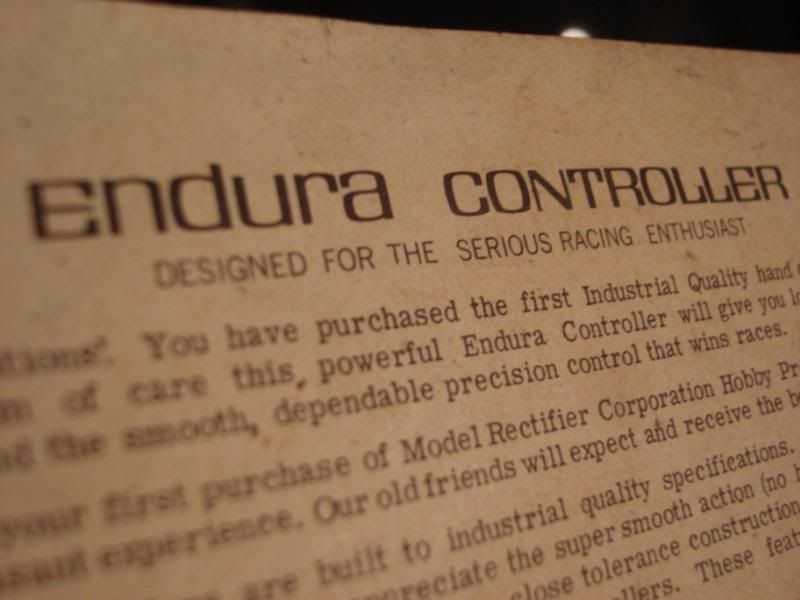 Endura CONTROLLER
DESIGNED FOR THE SERIOUS RACING ENTHUSIAST
You have purchased the first Industrial Quality hand
of care this, powerful Endura Controller will give you
the smooth, dependable precision control that wins races.
your first purchase of Model Rectifier Corporation Hobby
experience. Our old friends will expect and receive the
are built to industrial quality specifications.
the super smooth action (no
close tolerance construction
These